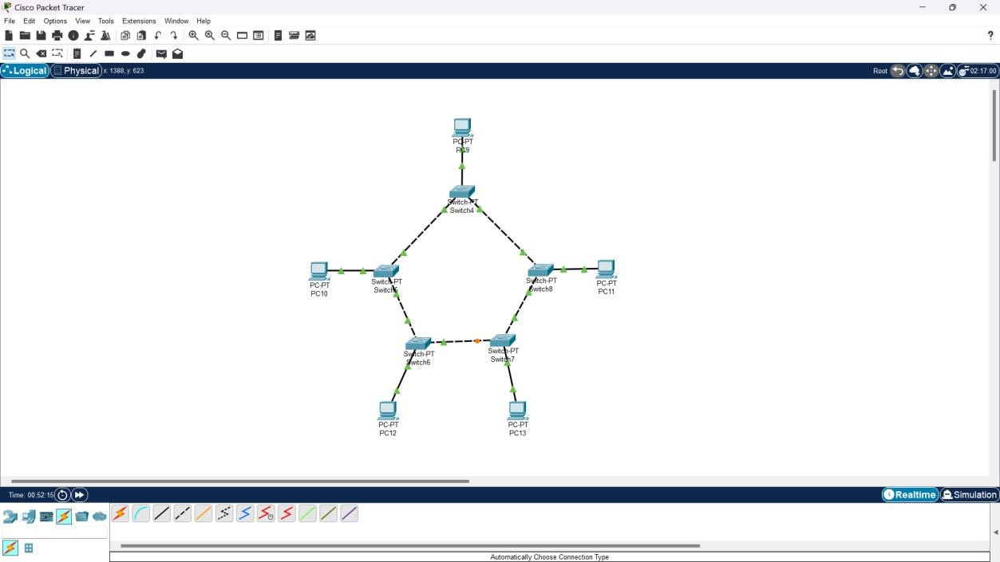 Cisco Packet Tracer
File Edit Options View Tools Extensions Window Help
?
Logical Physical x: 1388, y: 623 Root 02:17:00
PC-PT
PC9
Switch-PT
Switch4
PC-PT
PC10
Switch-PT
Switch5
Switch-PT
Switch8
PC-PT
PC11
Switch-PT
Switch6
Switch-PT
Switch7
PC-PT
PC12
PC-PT
PC13
Time: 00:52:15 Realtime Simulation
Automatically Choose Connection Type